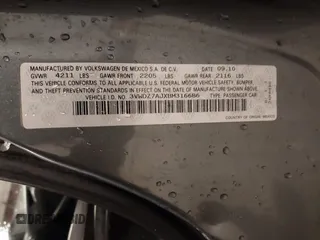 MANUFACTURED BY VOLKSWAGEN DE MEXICO S.A. DE C.V. 09.10
GVWR 4211 LBS GAWR FRONT 2205 LBS GAWR REAR 2116 LBS
THIS VEHICLE CONFORMS TO ALL APPLICABLE FEDERAL MOTOR VEHICLE SAFETY, BUMPER,
AND THEFT PREVENTION STANDARDS IN EFFECT ON THE DATE OF MANUFACTURE SHOWN ABOVE.
VEHICLE I.D. NO.: TYPE: PASSENGER CAR